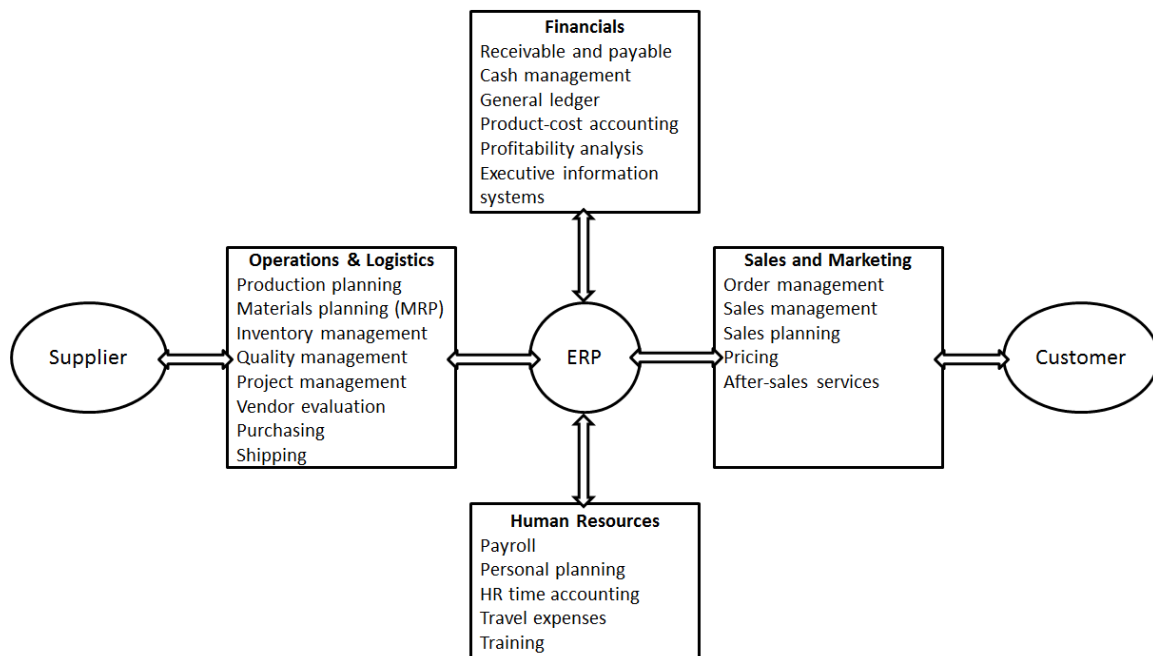 Financials
Receivable and payable
Cash management
General ledger
Product-cost accounting
Profitability analysis
Executive information
systems
Operations & Logistics
Production planning
Materials planning (MRP)
Inventory management
Quality management
Project management
Vendor evaluation
Purchasing
Shipping
Sales and Marketing
Order management
Sales management
Sales planning
Pricing
After-sales services
Supplier
ERP
Customer
Human Resources
Payroll
Personal planning
HR time accounting
Travel expenses
Training